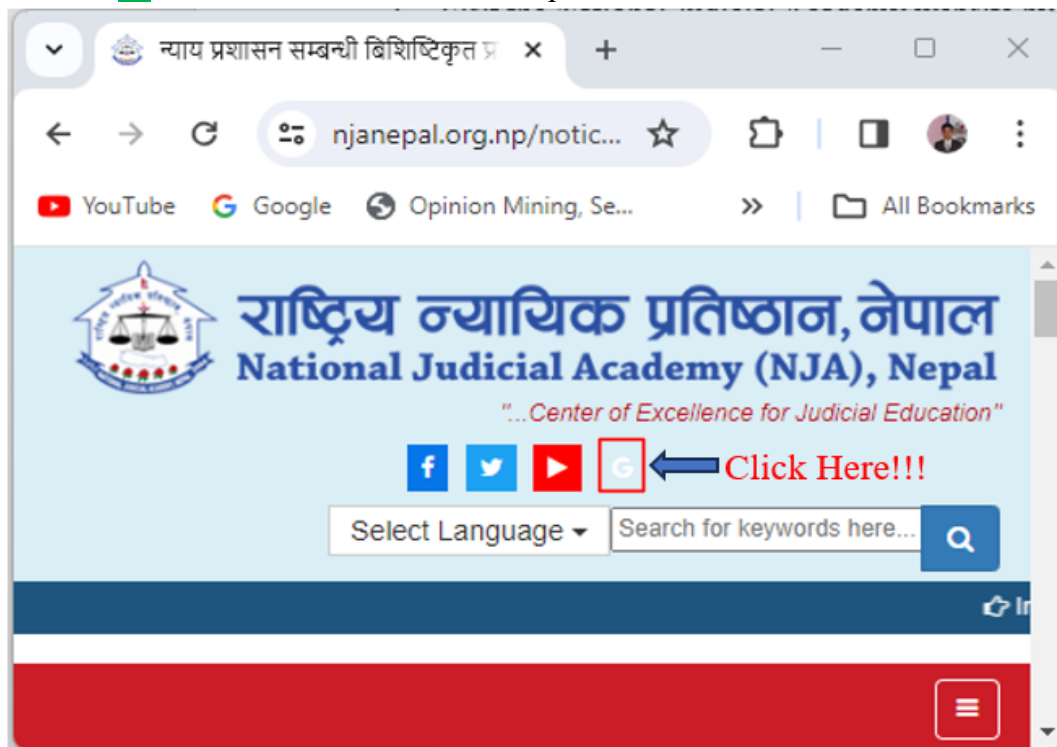 न्याय प्रशासन सम्बन्धी बिशिष्टिकृत प्र
njanepal.org.np/notic...
YouTube Google Opinion Mining, Se... » All Bookmarks
राष्ट्रिय न्यायिक प्रतिष्ठान, नेपाल
National Judicial Academy (NJA), Nepal
"...Center of Excellence for Judicial Education"
f G Click Here!!!
Select Language Search for keywords here...
In